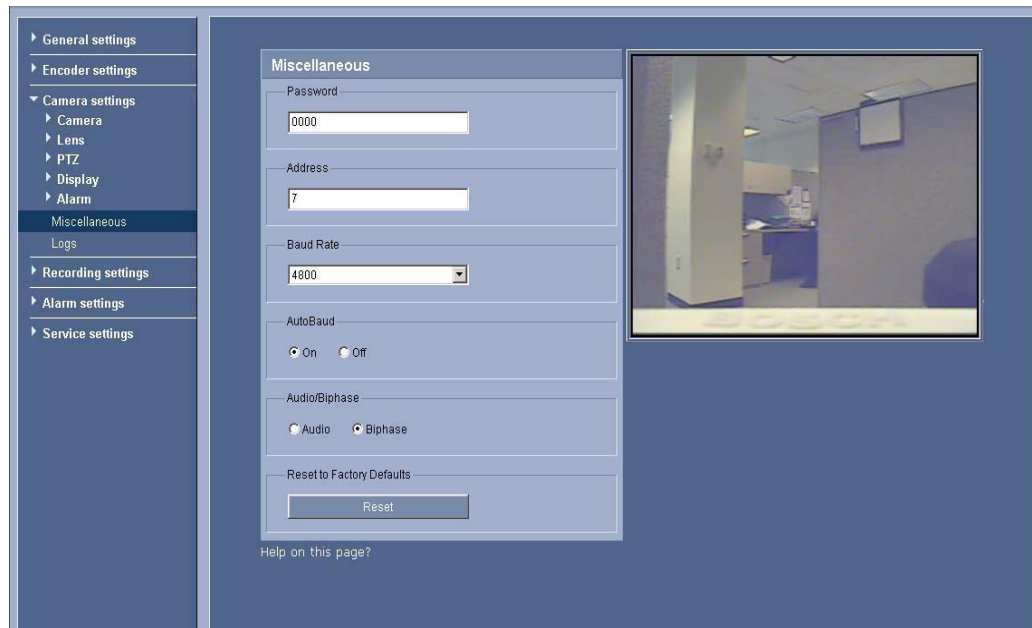 General settings
Encoder settings
Camera settings
Camera
Lens
PTZ
Display
Alarm
Miscellaneous
Logs
Recording settings
Alarm settings
Service settings
Miscellaneous
Password
0000
Address
7
Baud Rate
4800
AutoBaud
On Off
Audio/Biphase
Audio Biphase
Reset to Factory Defaults
Reset
Help on this page?